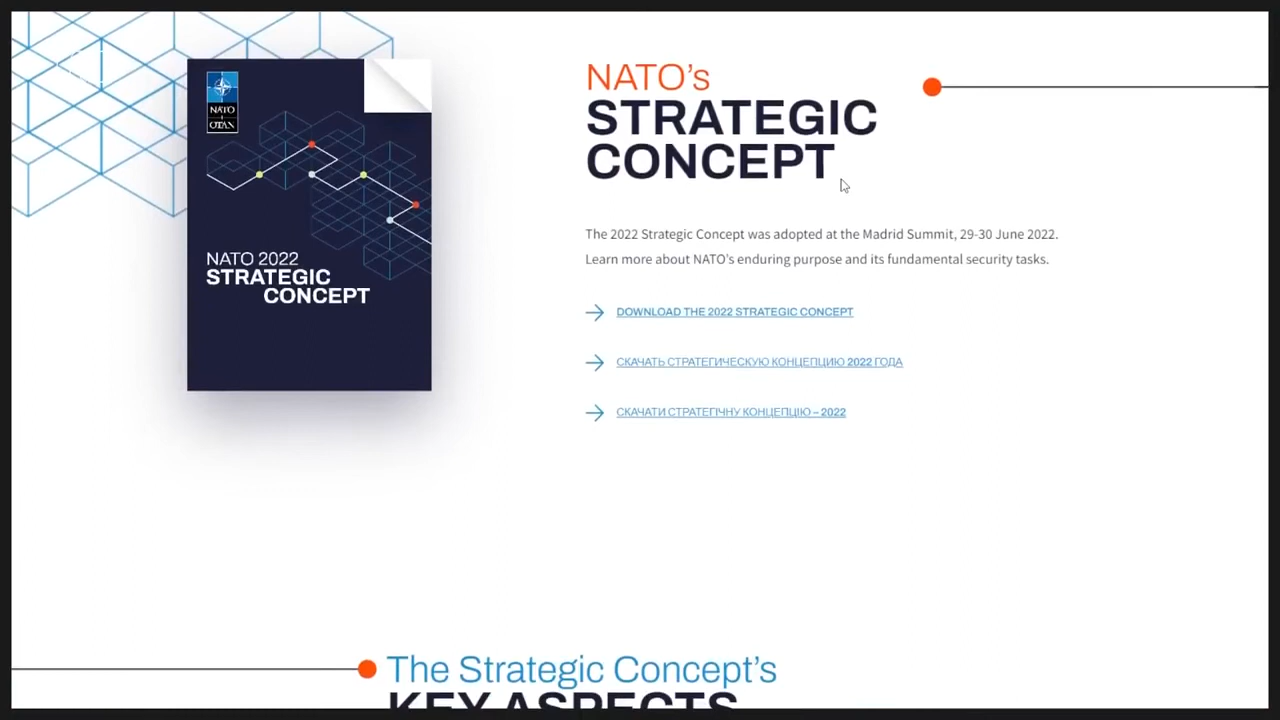 NATO
OTAN
NATO 2022
STRATEGIC
CONCEPT
NATO’s
STRATEGIC
CONCEPT
The 2022 Strategic Concept was adopted at the Madrid Summit, 29-30 June 2022.
Learn more about NATO’s enduring purpose and its fundamental security tasks.
DOWNLOAD THE 2022 STRATEGIC CONCEPT
СКАЧАТЬ СТРАТЕГИЧЕСКУЮ КОНЦЕПЦИЮ 2022 ГОДА
СКАЧАТИ СТРАТЕГІЧНУ КОНЦЕПЦІЮ – 2022
The Strategic Concept’s
KEY ASPECTS